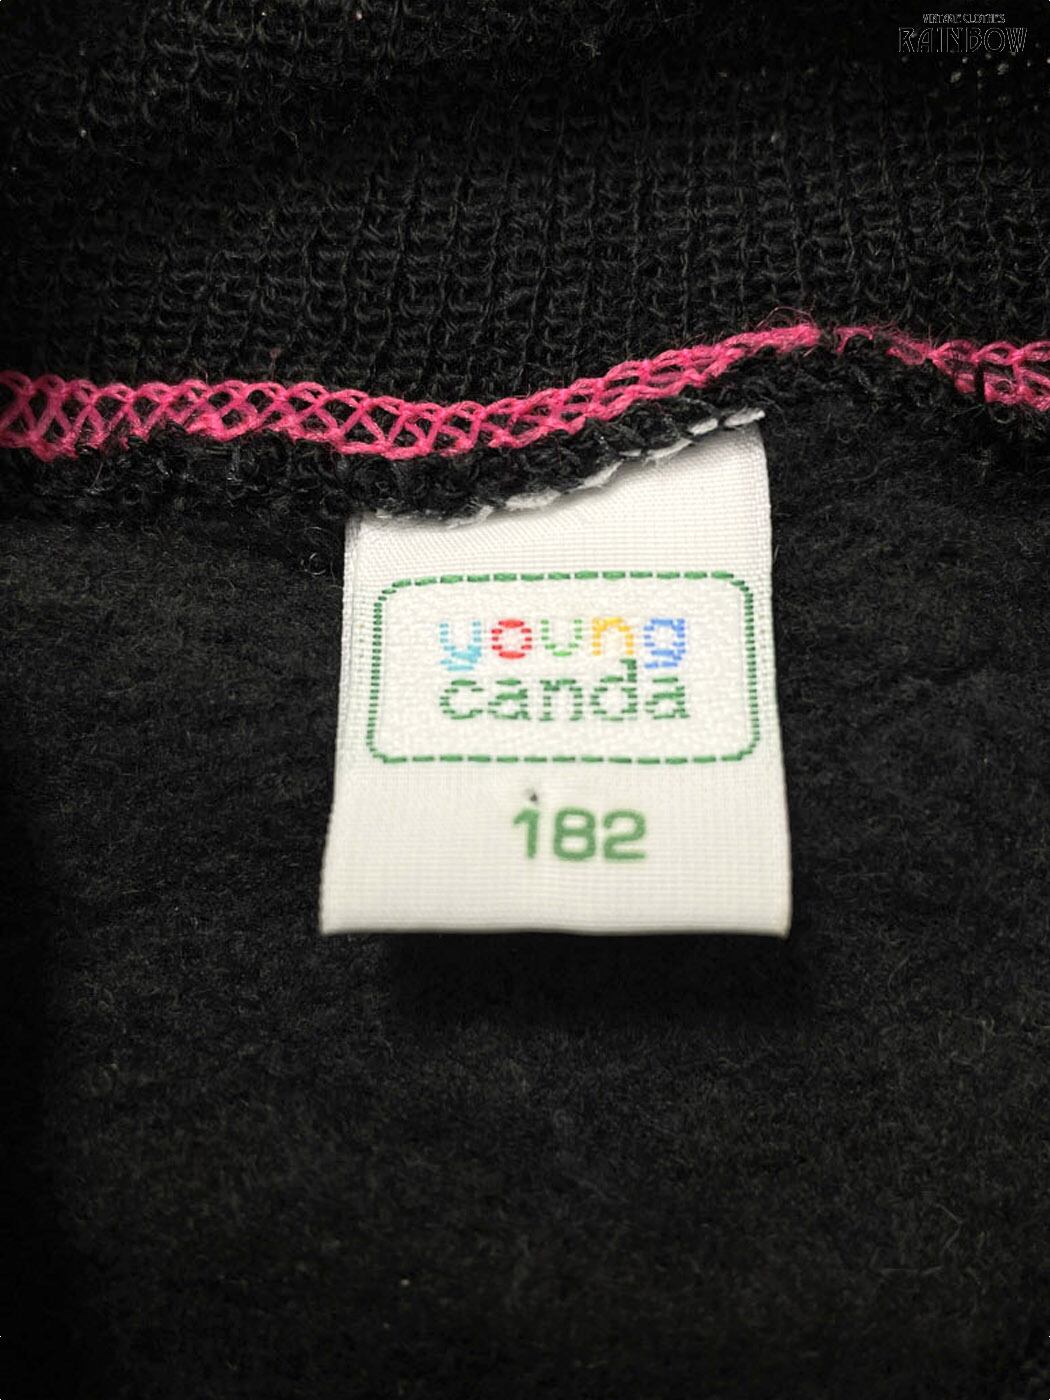 VINTAGE CLOTHES
RAINBOW
young
canda
182